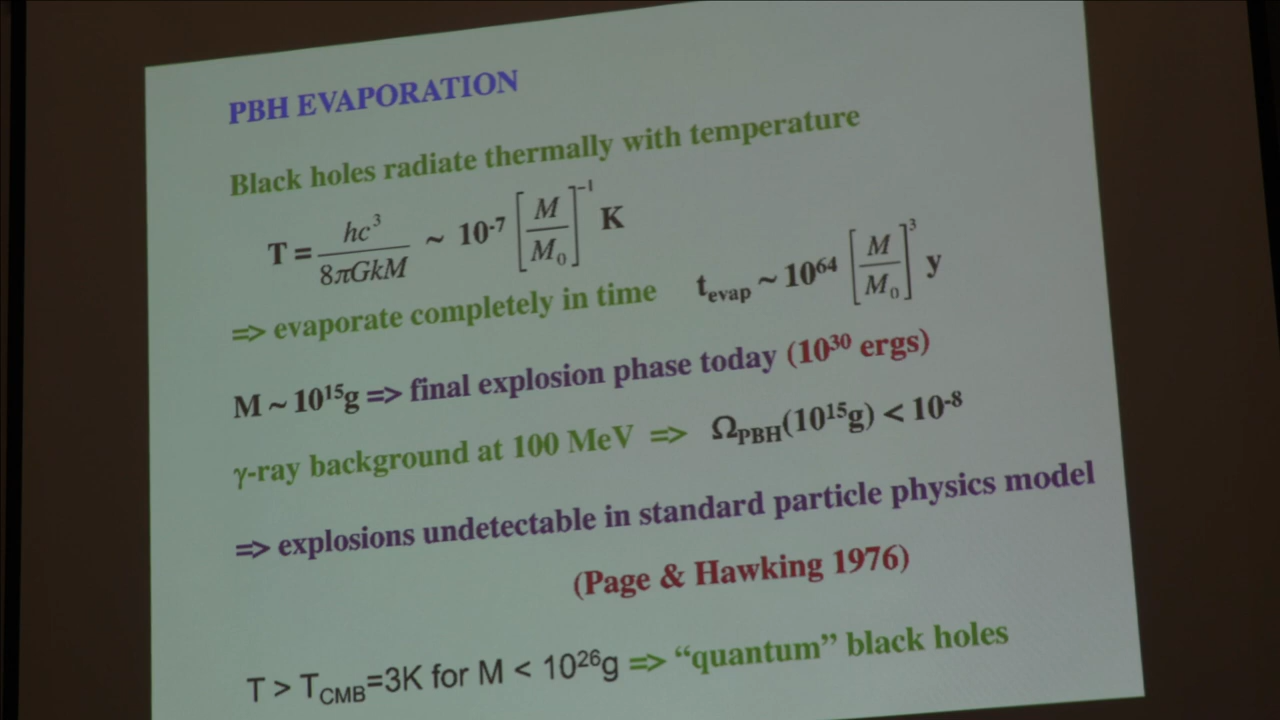 PBH EVAPORATION
Black holes radiate thermally with temperature
T = hc³ / 8πGkM ~ 10⁻⁷ [M / M₀]⁻¹ K
=> evaporate completely in time t_evap ~ 10⁶⁴ [M / M₀]³ y
M ~ 10¹⁵g => final explosion phase today (10³⁰ ergs)
γ-ray background at 100 MeV => Ω_PBH(10¹⁵g) < 10⁻⁸
=> explosions undetectable in standard particle physics model
(Page & Hawking 1976)
T > T_CMB=3K for M < 10²⁶g => “quantum” black holes